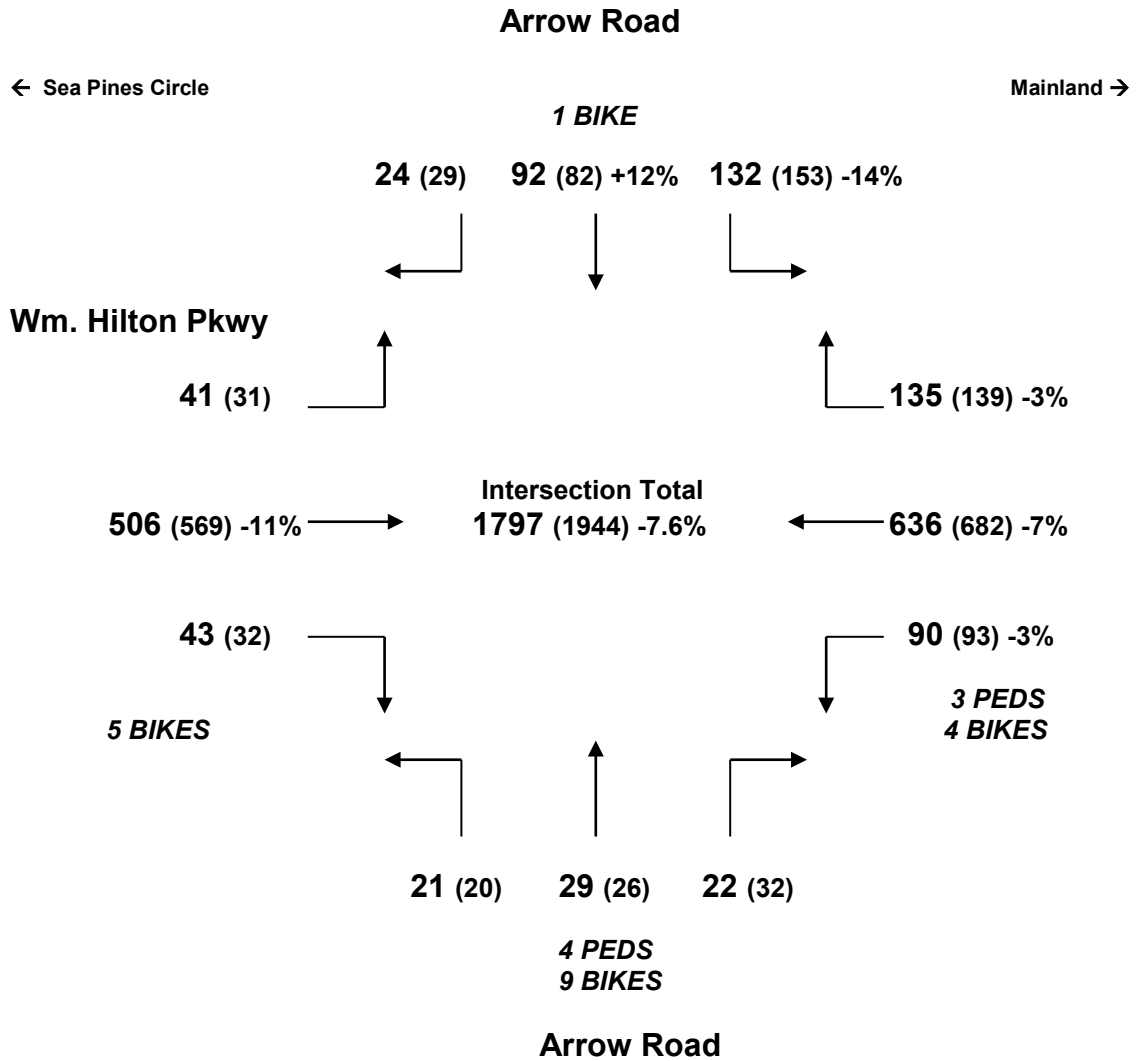 Arrow Road
← Sea Pines Circle
Mainland →
1 BIKE
24 (29) 92 (82) +12% 132 (153) -14%
Wm. Hilton Pkwy
41 (31)
135 (139) -3%
Intersection Total
506 (569) -11%
1797 (1944) -7.6%
636 (682) -7%
43 (32)
90 (93) -3%
3 PEDS
5 BIKES
4 BIKES
21 (20) 29 (26) 22 (32)
4 PEDS
9 BIKES
Arrow Road